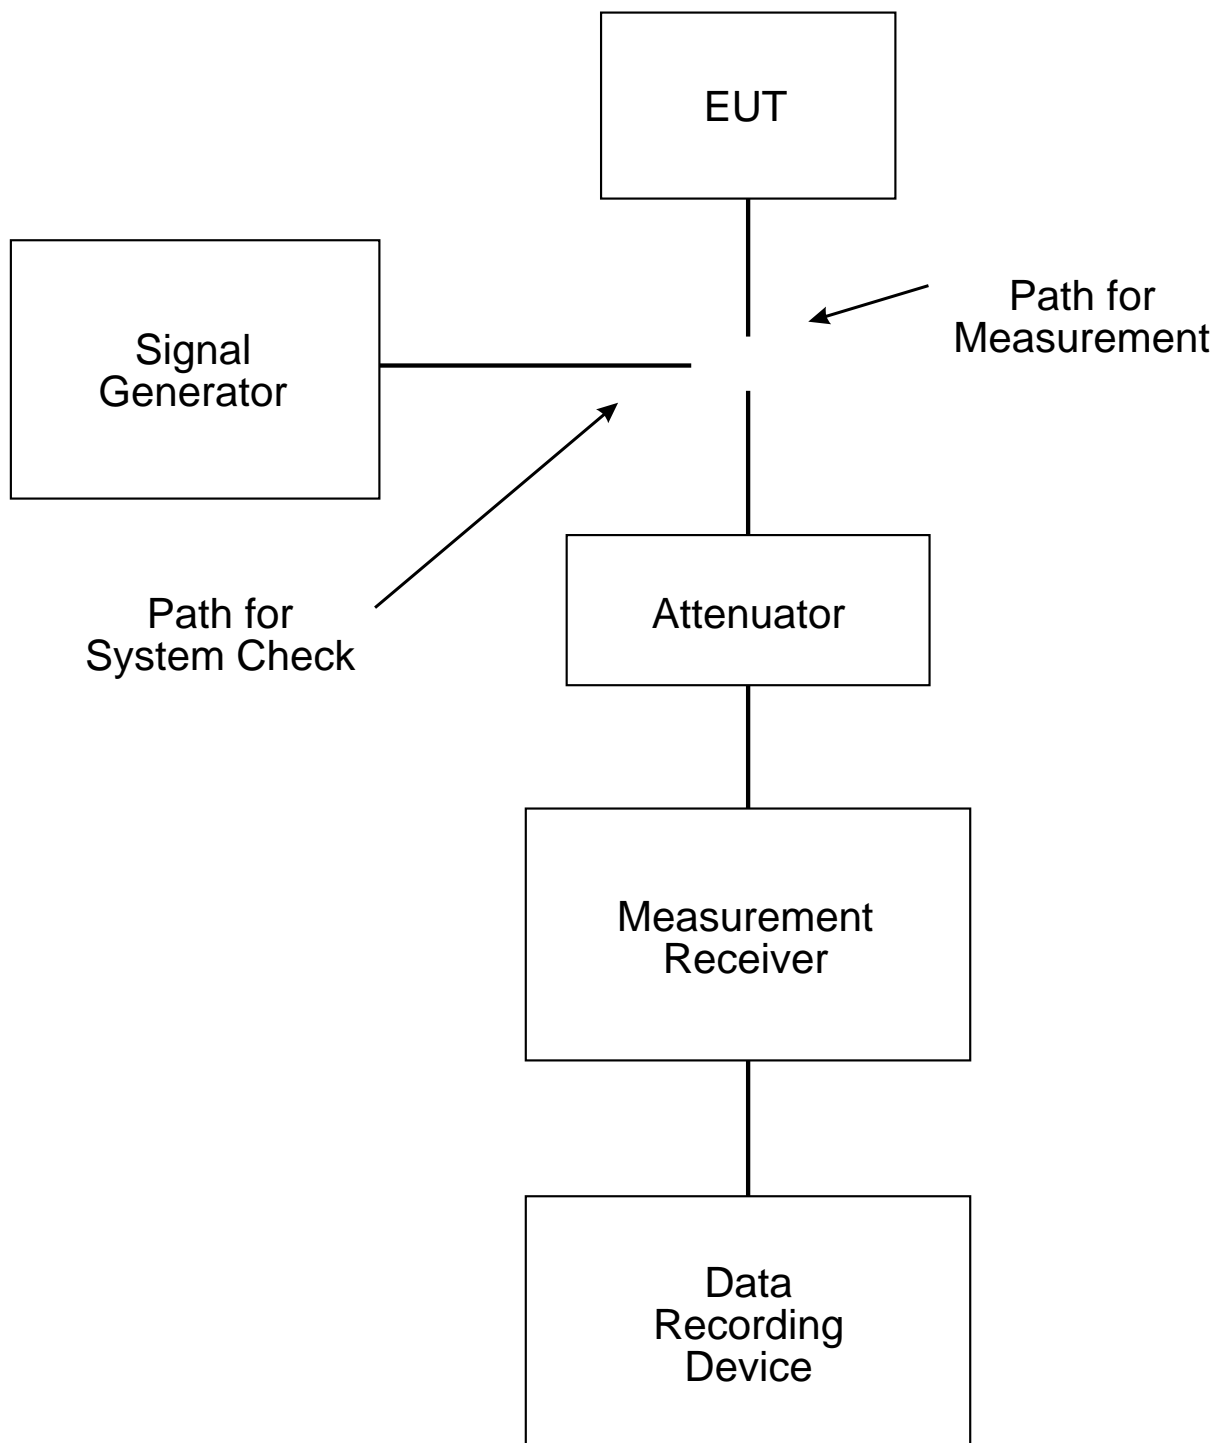 EUT
Signal
Generator
Path for
Measurement
Path for
System Check
Attenuator
Measurement
Receiver
Data
Recording
Device